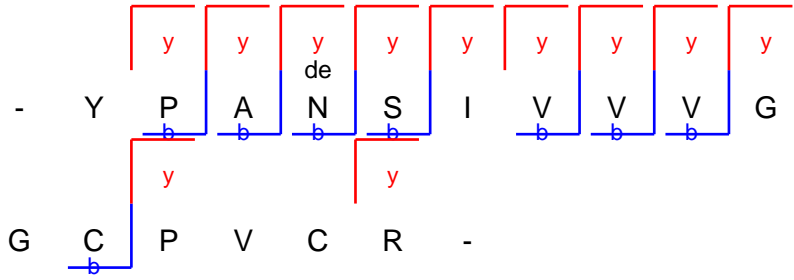 y y y y y y y y y
de
- Y P A N S I V V V G
b b b b b b b
y y
G C P V C R -
b